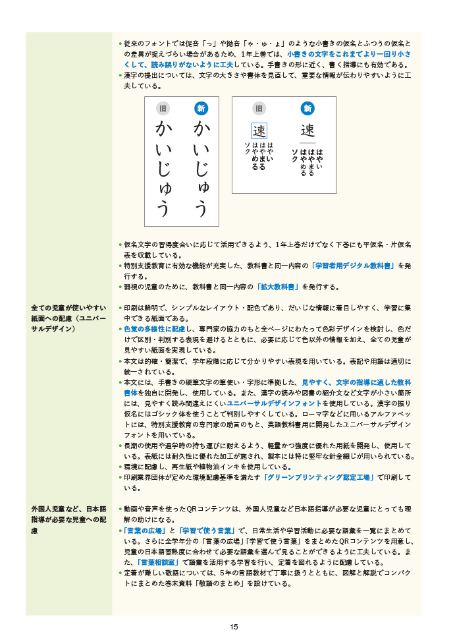 ●従来のフォントでは促音「っ」や拗音「ゃ・ゅ・ょ」のような小書きの仮名とふつうの仮名と
の差異が捉えづらい場合があるため、1年上巻では、小書きの文字をこれまでより一回り小さ
くして、読み誤りがないように工夫している。手書きの形に近く、書く指導にも有効である。
●漢字の提出については、文字の大きさや書体を見直して、重要な情報が伝わりやすいように工
夫している。
旧
かいじゅう
新
かいじゅう
旧
速
はやい
はやまる
はやめる
ソク
新
速
はやい
はやまる
はやめる
ソク
●仮名文字の習得度合いに応じて活用できるよう、1年上巻だけでなく下巻にも平仮名・片仮名
表を収載している。
●特別支援教育に有効な機能が充実した、教科書と同一内容の「学習者用デジタル教科書」を発
行する。
●弱視の児童のために、教科書と同一内容の「拡大教科書」を発行する。
全ての児童が使いやすい
紙面への配慮（ユニバー
サルデザイン）
●印刷は鮮明で、シンプルなレイアウト・配色であり、だいじな情報に着目しやすく、学習に集
中できる紙面である。
●色覚の多様性に配慮し、専門家の協力のもと全ページにわたって色彩デザインを検討し、色だ
けで区別・判別する表現を避けるとともに、必要に応じて色以外の情報を加え、全ての児童が
見やすい紙面を実現している。
●本文は的確・簡潔で、学年段階に応じて分かりやすい表現を用いている。表記や用語は適切に
統一されている。
●本文には、手書きの硬筆文字の筆使い・字形に準拠した、見やすく、文字の指導に適した教科
書体を独自に開発し、使用している。また、漢字の読みや図書の紹介文など文字が小さい箇所
には、見やすく読み間違えにくいユニバーサルデザインフォントを使用している。漢字の振り
仮名にはゴシック体を使うことで判別しやすくしている。ローマ字などに用いるアルファベッ
トには、特別支援教育の専門家の助言のもと、英語教科書用に開発したユニバーサルデザイン
フォントを用いている。
●長期の使用や通学時の持ち運びに耐えるよう、軽量かつ強度に優れた用紙を開発し、使用して
いる。表紙には耐久性に優れた加工が施され、製本には特に堅牢な針金綴じが用いられている。
●環境に配慮し、再生紙や植物油インキを使用している。
●印刷業界団体が定めた環境配慮基準を満たす「グリーンプリンティング認定工場」で印刷して
いる。
外国人児童など、日本語
指導が必要な児童への配
慮
●動画や音声を使ったQRコンテンツは、外国人児童など日本語指導が必要な児童にとっても理
解の助けになる。
●「言葉の広場」と「学習で使う言葉」で、日常生活や学習活動に必要な語彙を一覧にまとめて
いる。さらに全学年分の「言葉の広場」「学習で使う言葉」をまとめたQRコンテンツを用意し、
児童の日本語習熟度に合わせて必要な語彙を選んで見ることができるように工夫している。ま
た、「言葉相談室」で語彙を活用する学習を行い、定着を図れるように配慮している。
●定着が難しい敬語については、5年の言語教材で丁寧に扱うとともに、図解と解説でコンパク
トにまとめた巻末資料「敬語のまとめ」を設けている。
15